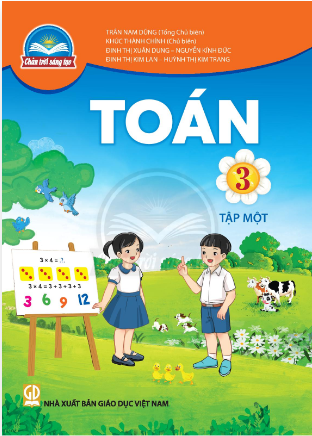 TRẦN NAM DŨNG (Tổng Chủ biên)
KHÚC THÀNH CHÍNH (Chủ biên)
ĐINH THỊ XUÂN DUNG – NGUYỄN KÍNH ĐỨC
ĐINH THỊ KIM LAN – HUỲNH THỊ KIM TRANG
Chân trời sáng tạo
TOÁN
3
TẬP MỘT
3 × 4 = ?
3 × 4 = 3 + 3 + 3 + 3
3 6 9 12
NHÀ XUẤT BẢN GIÁO DỤC VIỆT NAM